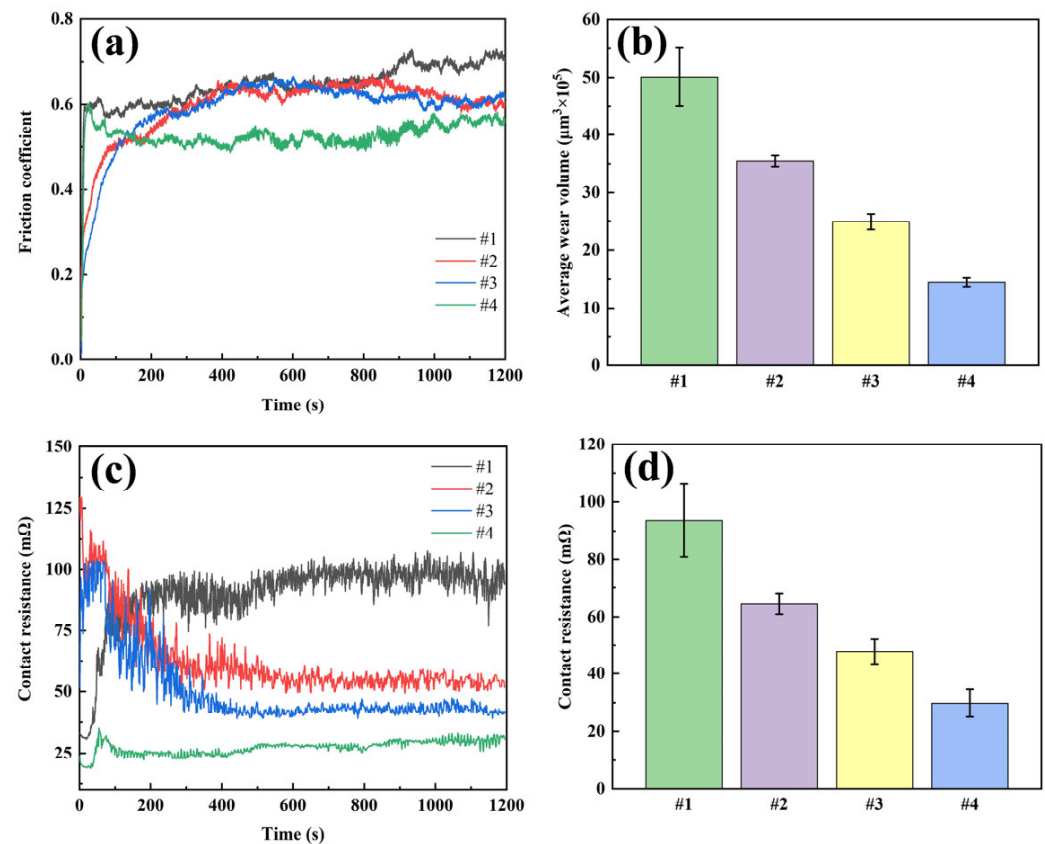 (a)
Friction coefficient
0.8
0.6
0.4
0.2
0.0
#1
#2
#3
#4
0 200 400 600 800 1000 1200
Time (s)
(b)
Average wear volume (μm³×10⁵)
60
50
40
30
20
10
0
#1 #2 #3 #4
(c)
Contact resistance (mΩ)
150
125
100
75
50
25
#1
#2
#3
#4
0 200 400 600 800 1000 1200
Time (s)
(d)
Contact resistance (mΩ)
120
100
80
60
40
20
0
#1 #2 #3 #4